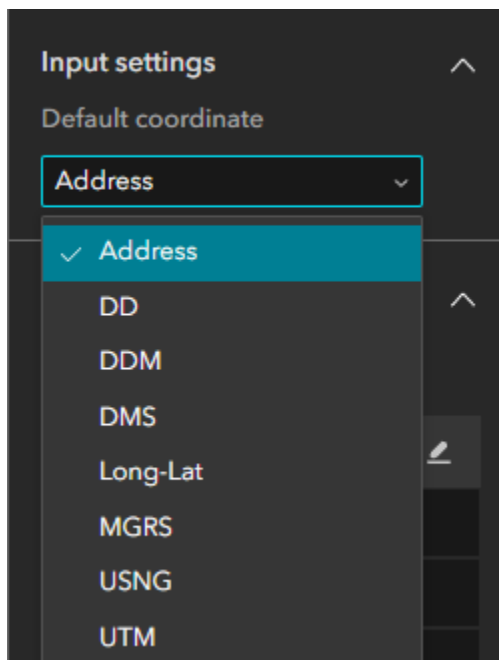 Input settings
Default coordinate
Address
Address
DD
DDM
DMS
Long-Lat
MGRS
USNG
UTM